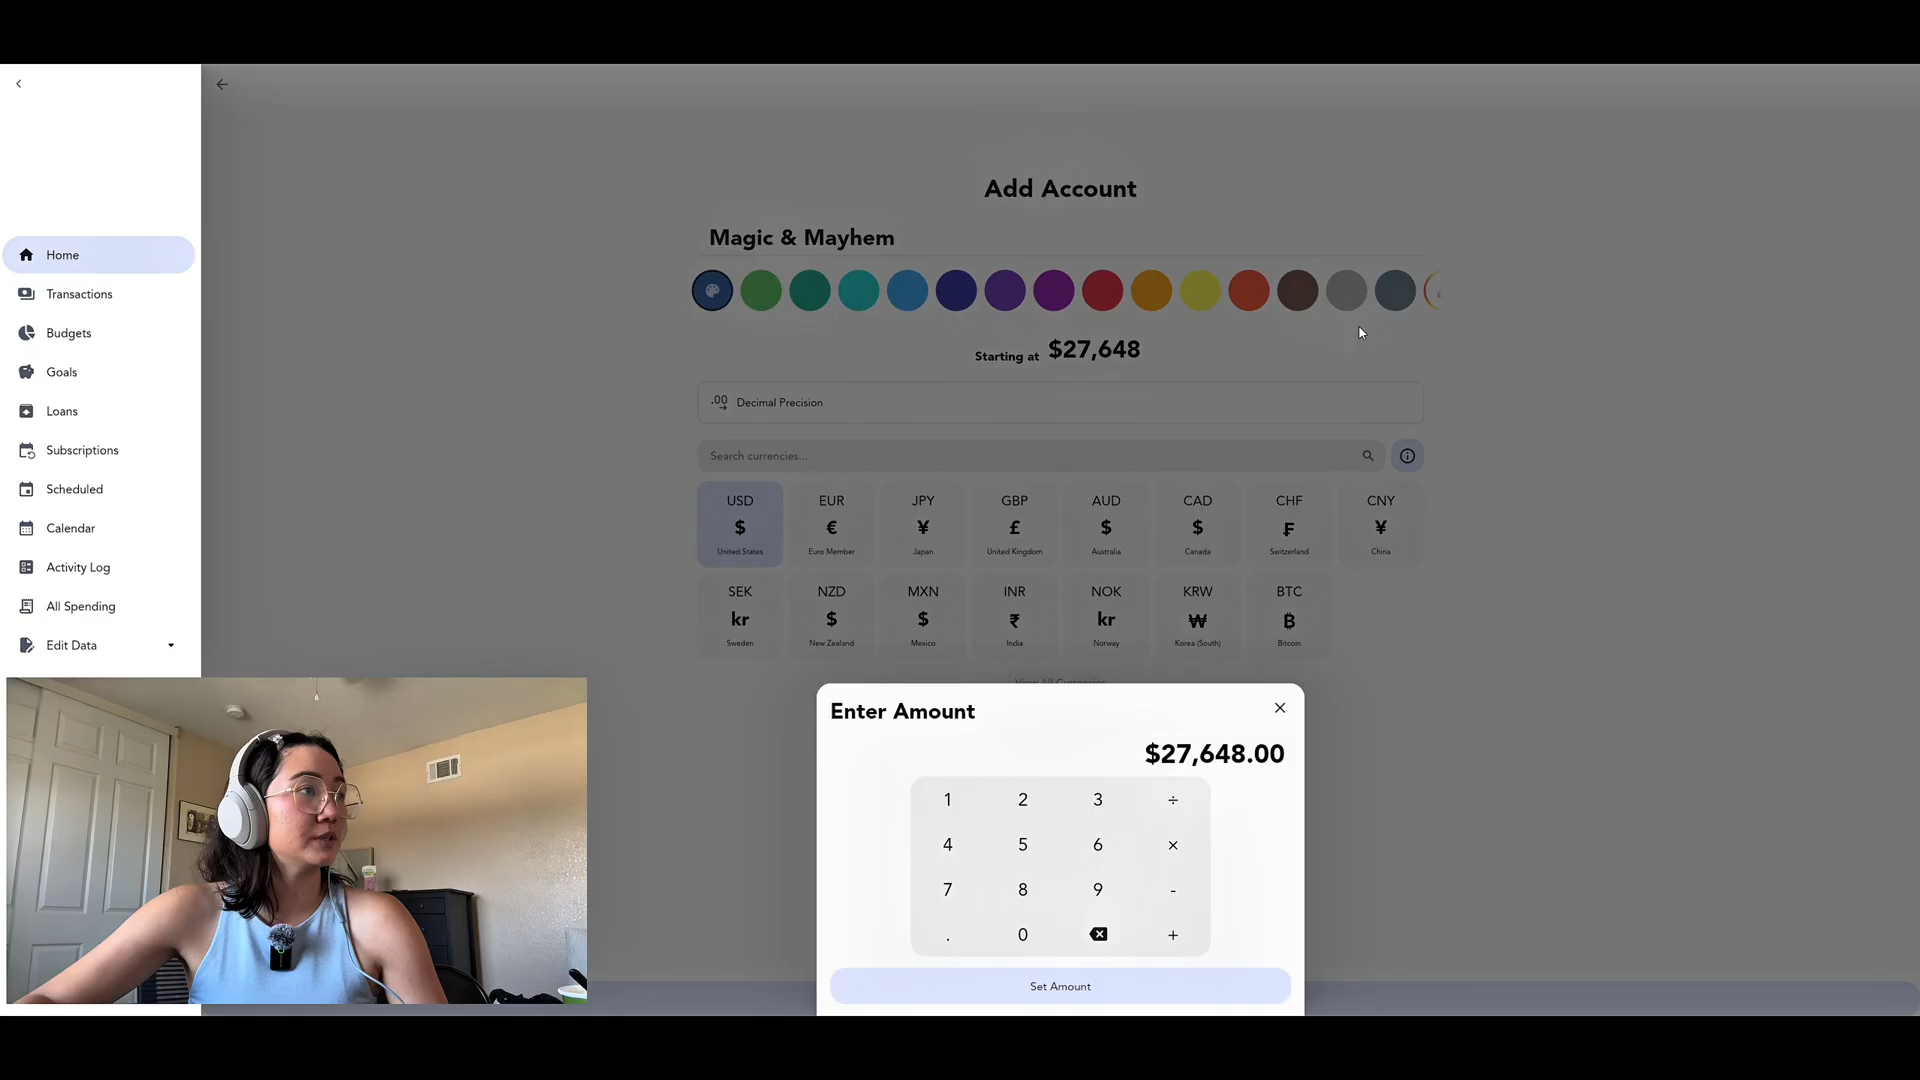 Home
Transactions
Budgets
Goals
Loans
Subscriptions
Scheduled
Calendar
Activity Log
All Spending
Edit Data
Add Account
Magic & Mayhem
Starting at $27,648
.00 Decimal Precision
Search currencies...
USD EUR JPY GBP AUD CAD CHF CNY
$ € ¥ £ $ $ ₣ ¥
United States Euro Member Japan United Kingdom Australia Canada Switzerland China
SEK NZD MXN INR NOK KRW BTC
kr $ $ ₹ kr ₩ ₿
Sweden New Zealand Mexico India Norway Korea (South) Bitcoin
View All Currencies
Enter Amount
$27,648.00
1 2 3 ÷
4 5 6 ×
7 8 9 -
. 0 +
Set Amount